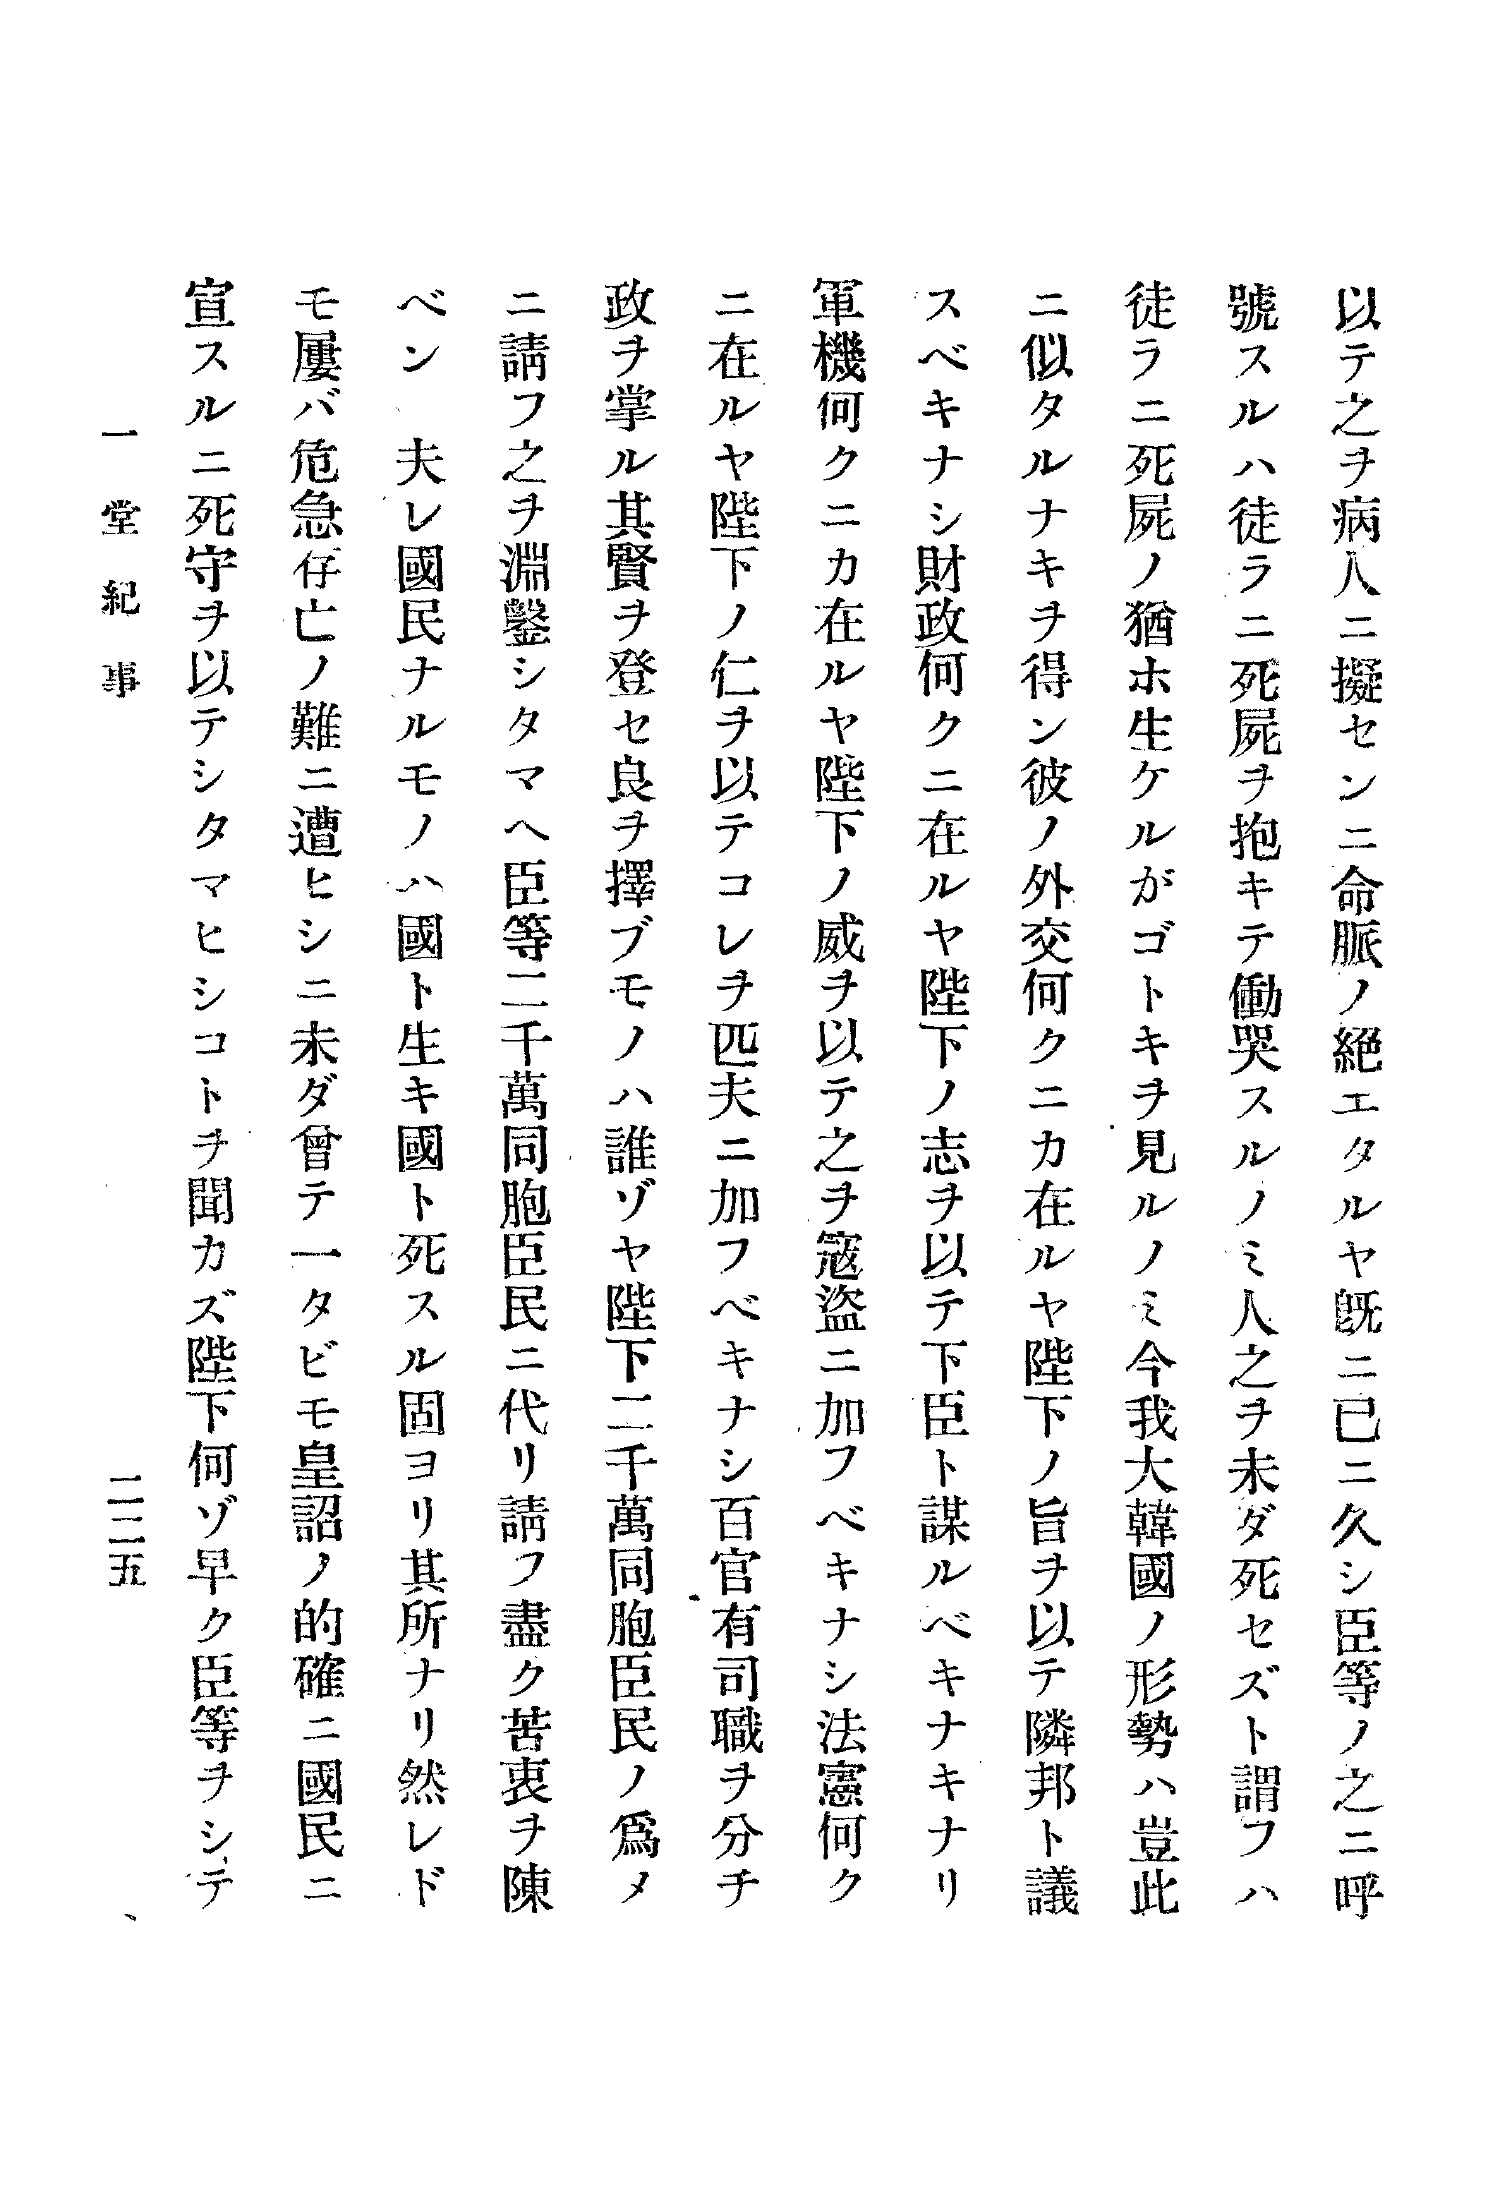 以テ之ヲ病人ニ擬センニ命脈ノ絕エタルヤ旣ニ已ニ久シ臣等ノ之ニ呼
號スルハ徒ラニ死屍ヲ抱キテ働哭スルノミ人之ヲ未ダ死セズト謂フハ
徒ラニ死屍ノ猶ホ生ケルガゴトキヲ見ルノミ今我大韓國ノ形勢ハ豈此
ニ似タルナキヲ得ン彼ノ外交何クニカ在ルヤ陛下ノ旨ヲ以テ隣邦ト議
スベキナシ財政何クニ在ルヤ陛下ノ志ヲ以テ下臣ト謀ルベキナキナリ
軍機何クニカ在ルヤ陛下ノ威ヲ以テ之ヲ寇盜ニ加フベキナシ法憲何ク
ニ在ルヤ陛下ノ仁ヲ以テコレヲ匹夫ニ加フベキナシ百官有司職ヲ分チ
政ヲ掌ル其賢ヲ登セ良ヲ擇ブモノハ誰ゾヤ陛下二千萬同胞臣民ノ爲メ
ニ請フ之ヲ淵鑿シタマヘ臣等二千萬同胞臣民ニ代リ請フ盡ク苦衷ヲ陳
ベン 夫レ國民ナルモノハ國ト生キ國ト死スル固ヨリ其所ナリ然レド
モ屢バ危急存亡ノ難ニ遭ヒシニ未ダ曾テ一タビモ皇詔ノ的確ニ國民ニ
宣スルニ死守ヲ以テシタマヒシコトヲ聞カズ陛下何ゾ早ク臣等ヲシテ
一堂紀事
二二五